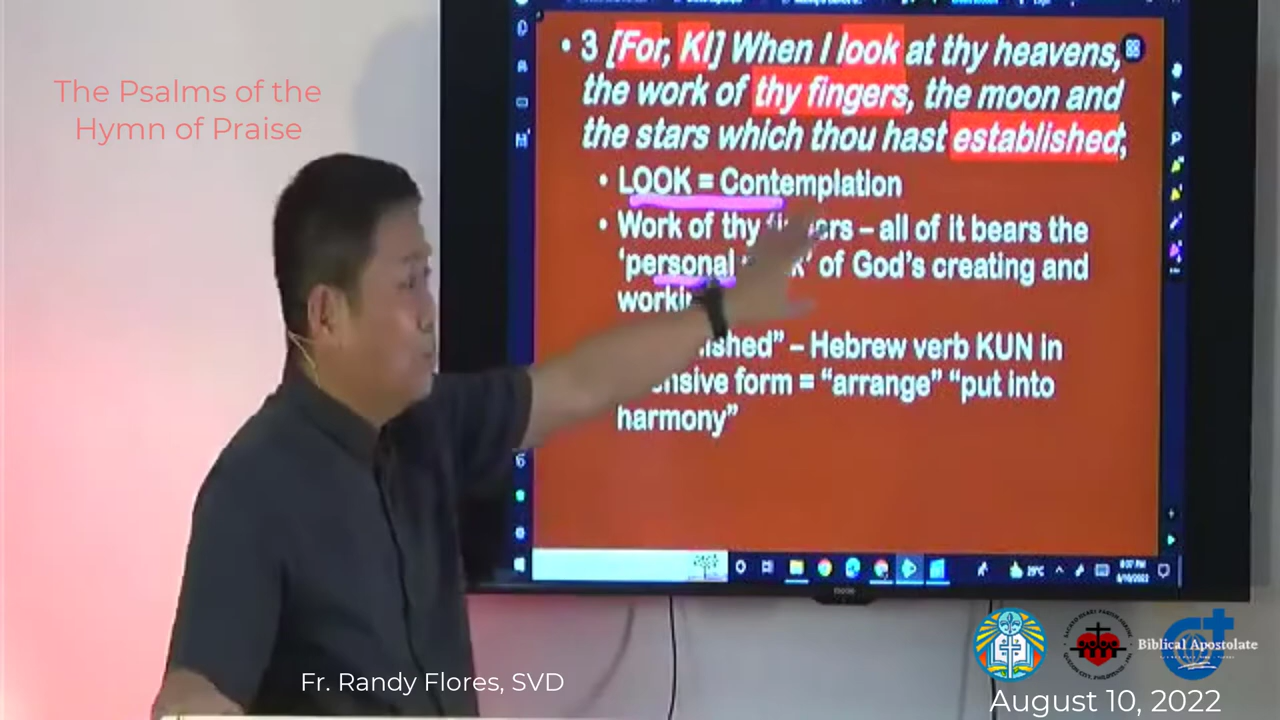 The Psalms of the
Hymn of Praise
• 3 [For, KI] When I look at thy heavens,
the work of thy fingers, the moon and
the stars which thou hast established;
• LOOK = Contemplation
• Work of thy – all of it bears the
‘personal of God’s creating and
“arrange” “put into
– Hebrew verb KUN in
harmony”
Fr. Randy Flores, SVD
Biblical Apostolate
August 10, 2022